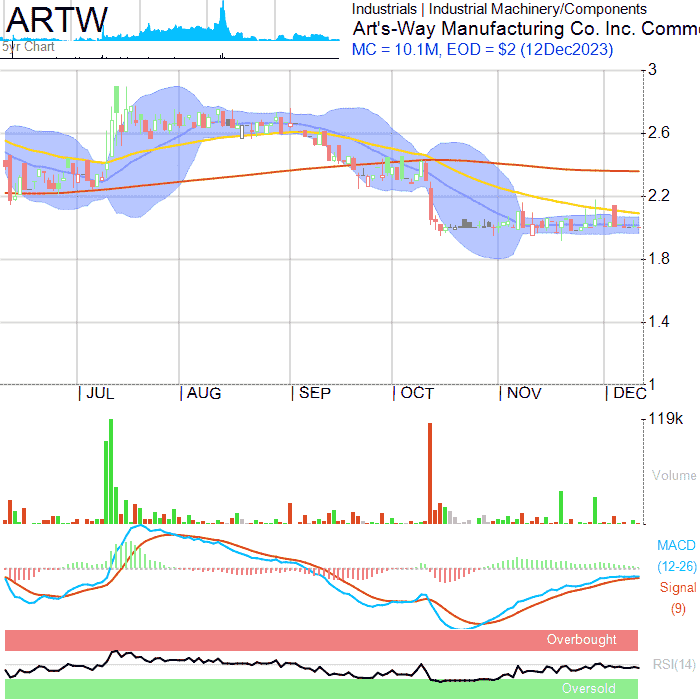 ARTW
5yr Chart
Industrials | Industrial Machinery/Components
Art's-Way Manufacturing Co. Inc. Comm
MC = 10.1M, EOD = $2 (12Dec2023)
3
2.6
2.2
1.8
1.4
1
JUL
AUG
SEP
OCT
NOV
DEC
119k
Volume
MACD
(12-26)
Signal
(9)
Overbought
RSI(14)
Oversold